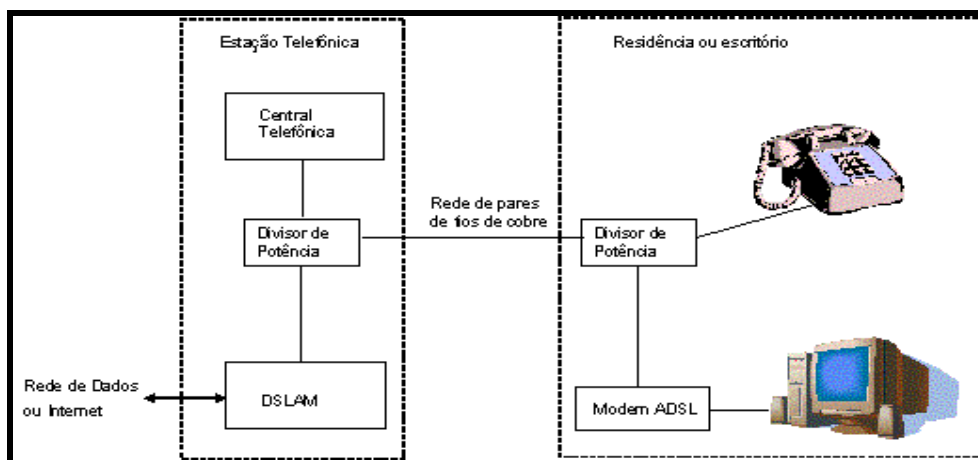 Estação Telefônica
Residência ou escritório
Central
Telefônica
Rede de pares
de fios de cobre
Divisor de
Potência
Divisor de
Potência
Rede de Dados
ou Internet
DSLAM
Modem ADSL